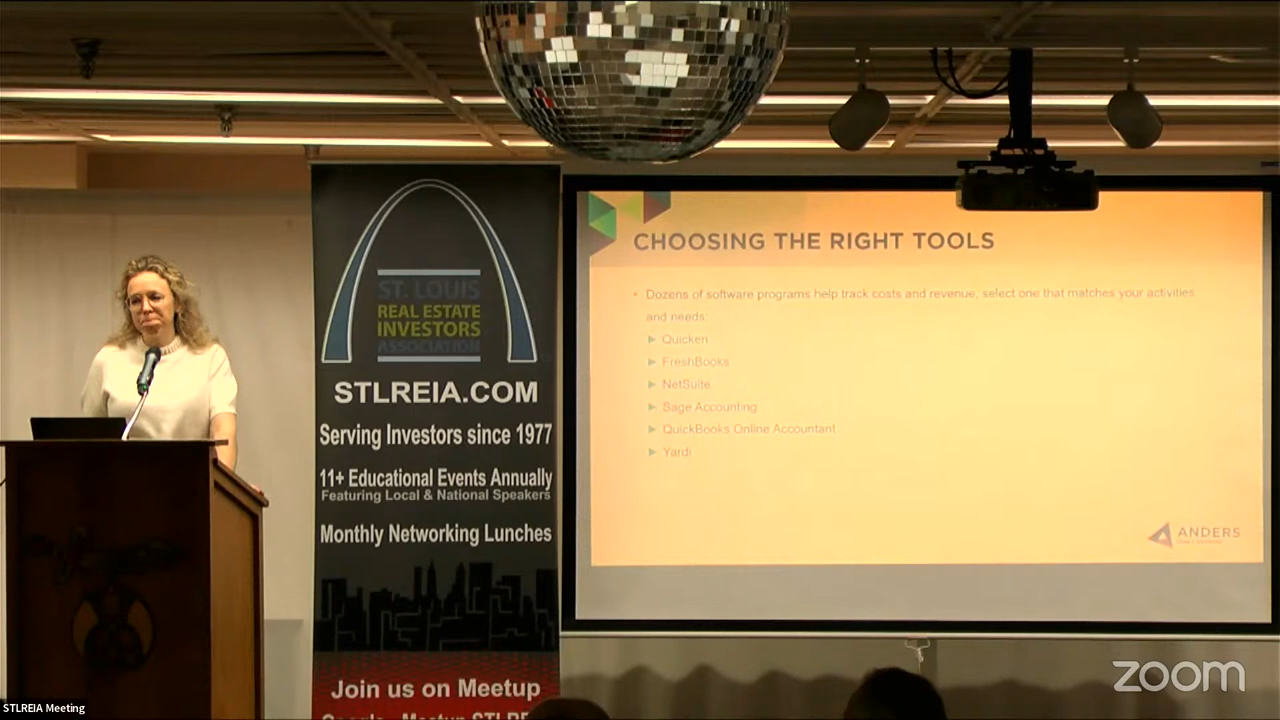 ST. LOUIS
REAL ESTATE
INVESTORS
ASSOCIATION
STLREIA.COM
Serving Investors since 1977
11+ Educational Events Annually
Featuring Local & National Speakers
Monthly Networking Lunches
Join us on Meetup
CHOOSING THE RIGHT TOOLS
• Dozens of software programs help track costs and revenue, select one that matches your activities
and needs:
Quicken
FreshBooks
NetSuite
Sage Accounting
QuickBooks Online Accountant
Yardi
ANDERS
zoom
STLREIA Meeting